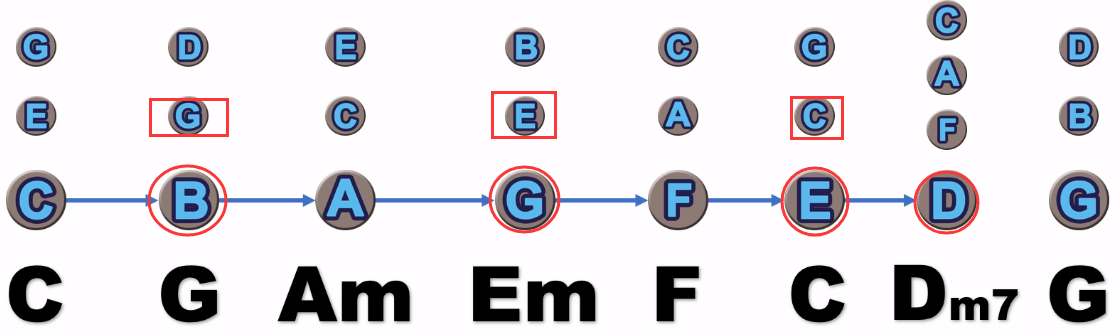 G D E B C G C D
A
E G C E A C F B
C B A G F E D G
C G Am Em F C Dm7 G